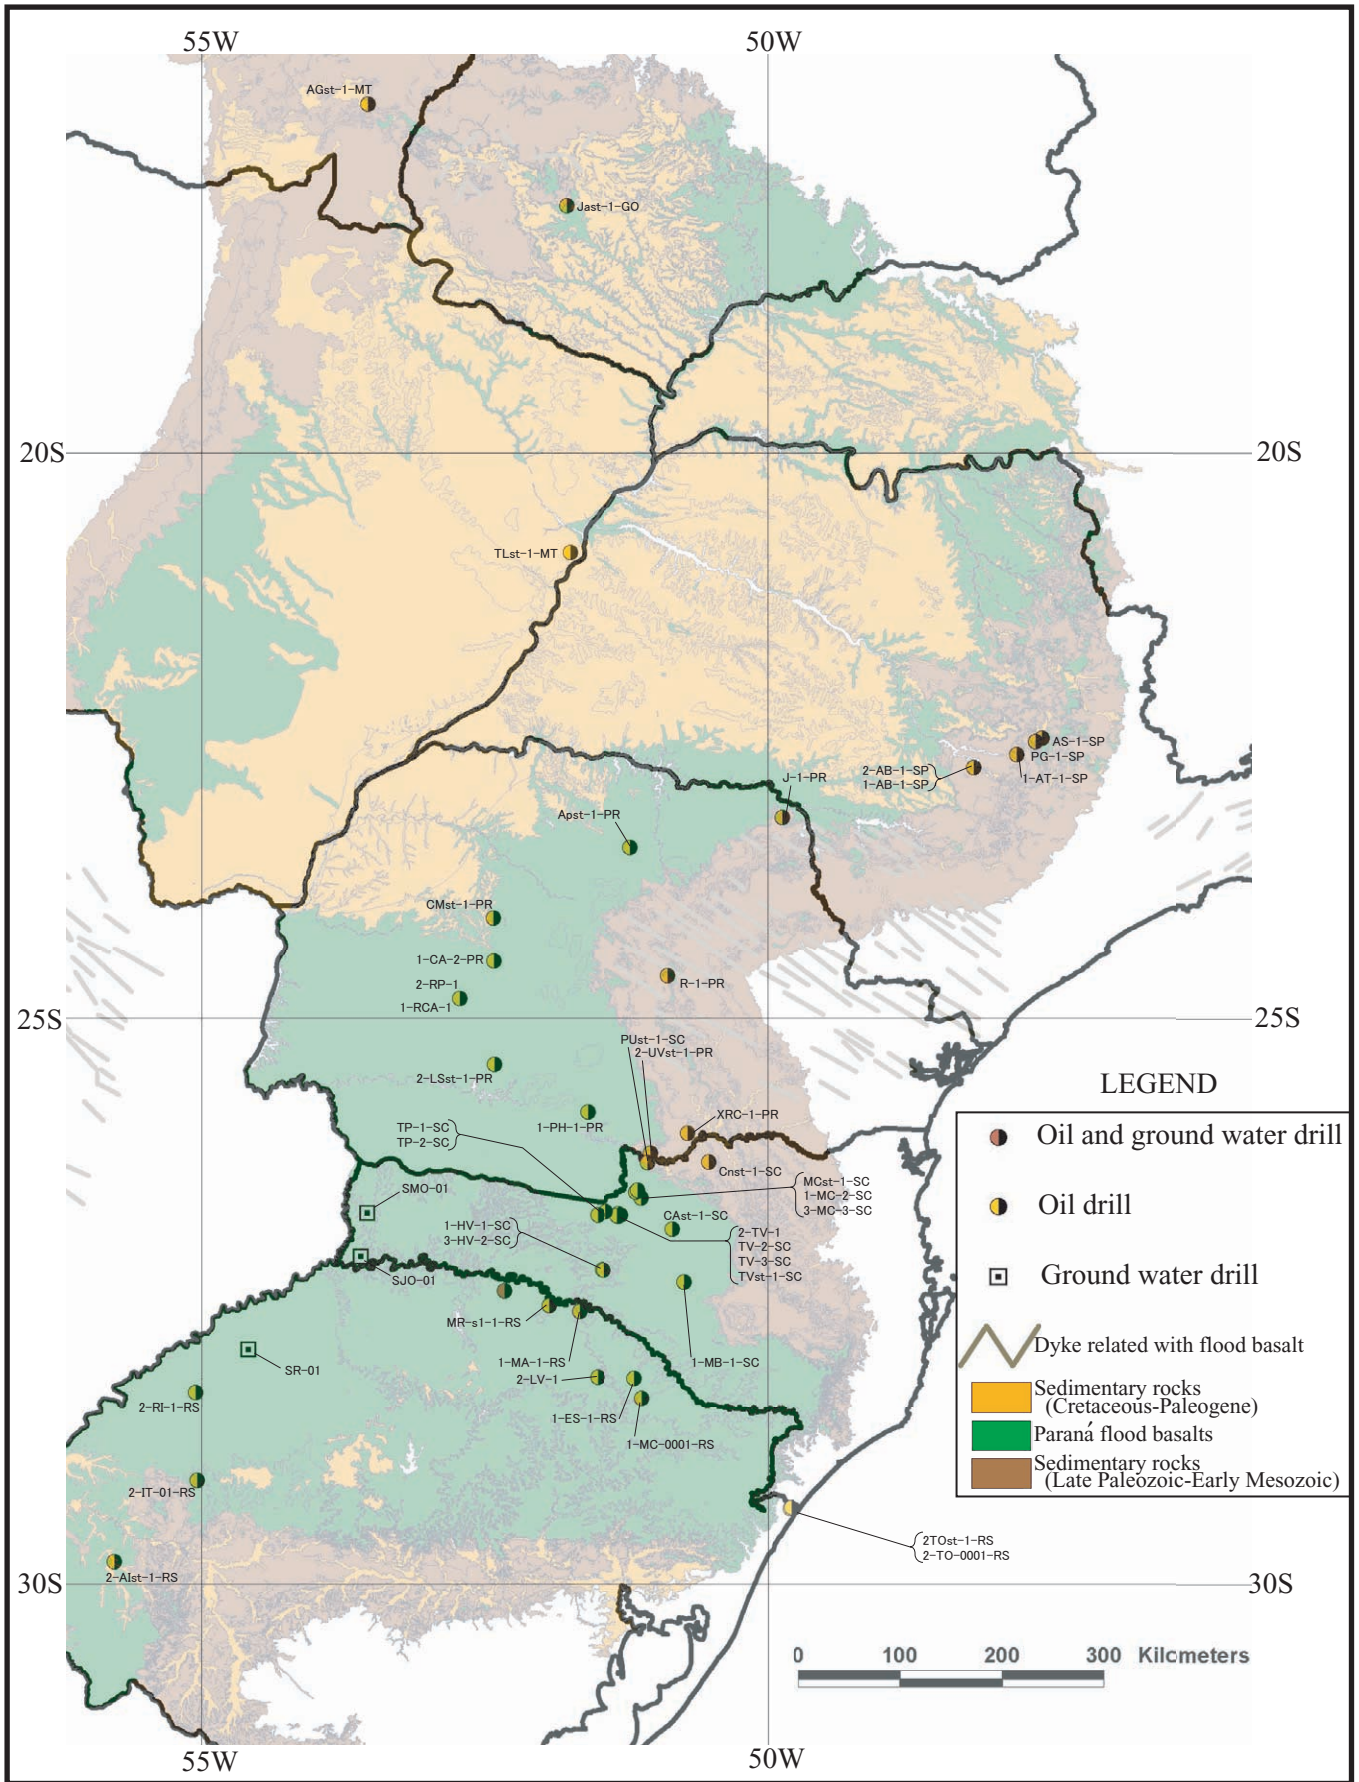 55W
50W
AGst-1-MT
Jast-1-GO
20S
20S
TLst-1-MT
AS-1-SP
PG-1-SP
2-AB-1-SP
1-AB-1-SP
1-AT-1-SP
J-1-PR
Apst-1-PR
CMst-1-PR
1-CA-2-PR
2-RP-1
1-RCA-1
R-1-PR
25S
25S
PUst-1-SC
2-UVst-1-PR
2-LSst-1-PR
1-PH-1-PR
XRC-1-PR
TP-1-SC
TP-2-SC
Cnst-1-SC
MCst-1-SC
1-MC-2-SC
3-MC-3-SC
SMO-01
CAst-1-SC
1-HV-1-SC
3-HV-2-SC
2-TV-1
TV-2-SC
TV-3-SC
TVst-1-SC
SJO-01
MR-s1-1-RS
1-MA-1-RS
1-MB-1-SC
SR-01
2-LV-1
2-RI-1-RS
1-ES-1-RS
1-MC-0001-RS
2-IT-01-RS
2TOst-1-RS
2-TO-0001-RS
2-AIst-1-RS
30S
30S
LEGEND
Oil and ground water drill
Oil drill
Ground water drill
Dyke related with flood basalt
Sedimentary rocks
(Cretaceous-Paleogene)
Paraná flood basalts
Sedimentary rocks
(Late Paleozoic-Early Mesozoic)
0 100 200 300 Kilometers
55W
50W